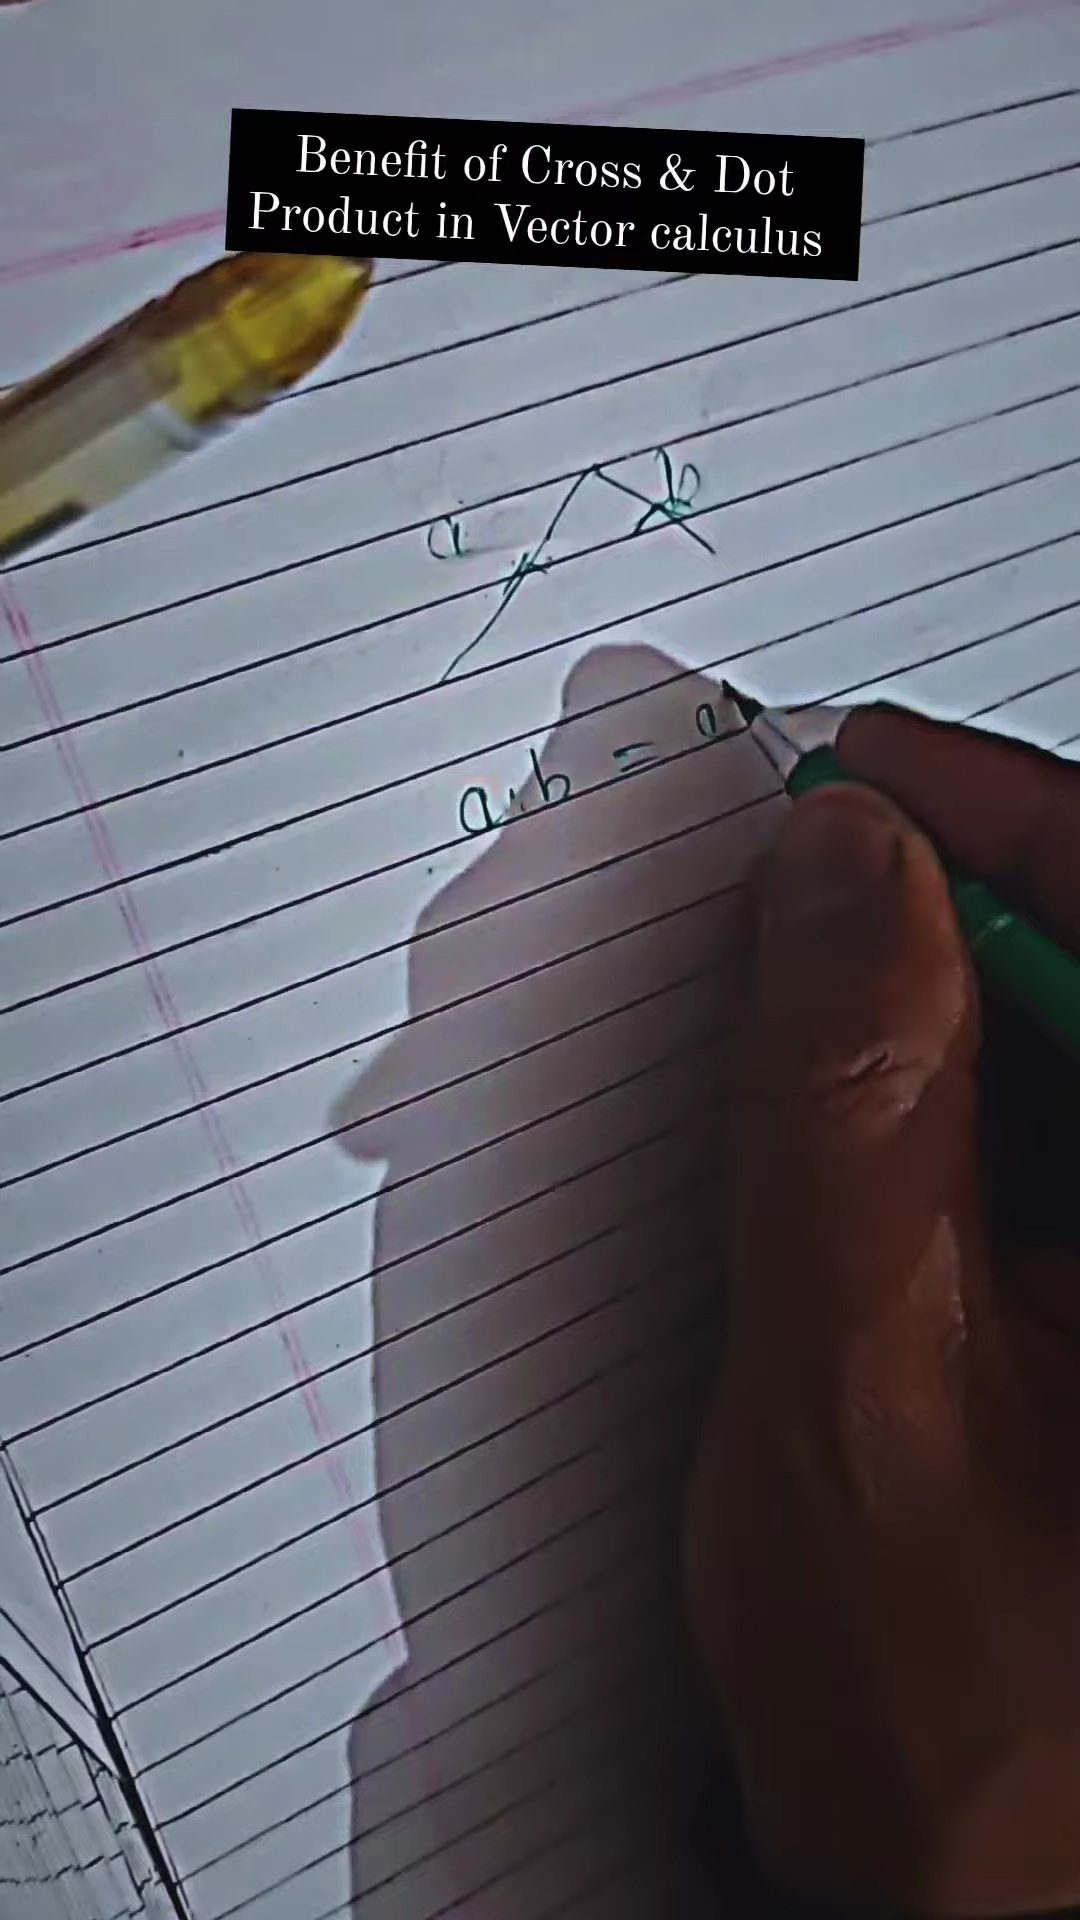 Benefit of Cross & Dot
Product in Vector calculus
a
b
a.b = a